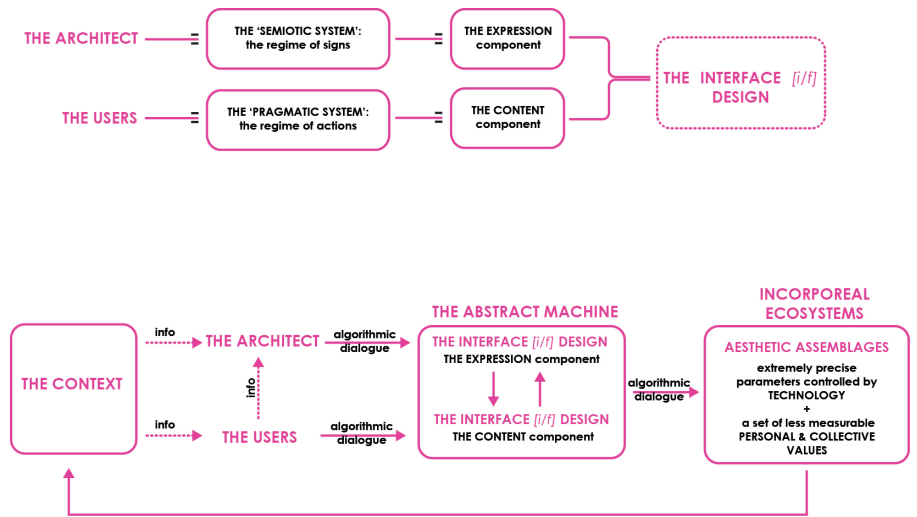 THE ARCHITECT
=
THE ‘SEMIOTIC SYSTEM’:
the regime of signs
=
THE EXPRESSION
component
THE INTERFACE [i/f]
DESIGN
THE USERS
=
THE ‘PRAGMATIC SYSTEM’:
the regime of actions
=
THE CONTENT
component
THE CONTEXT
info
THE ARCHITECT
info
info
THE USERS
algorithmic
dialogue
algorithmic
dialogue
THE ABSTRACT MACHINE
THE INTERFACE [i/f] DESIGN
THE EXPRESSION component
THE INTERFACE [i/f] DESIGN
THE CONTENT component
algorithmic
dialogue
INCORPOREAL
ECOSYSTEMS
AESTHETIC ASSEMBLAGES
extremely precise
parameters controlled by
TECHNOLOGY
+
a set of less measurable
PERSONAL & COLLECTIVE
VALUES